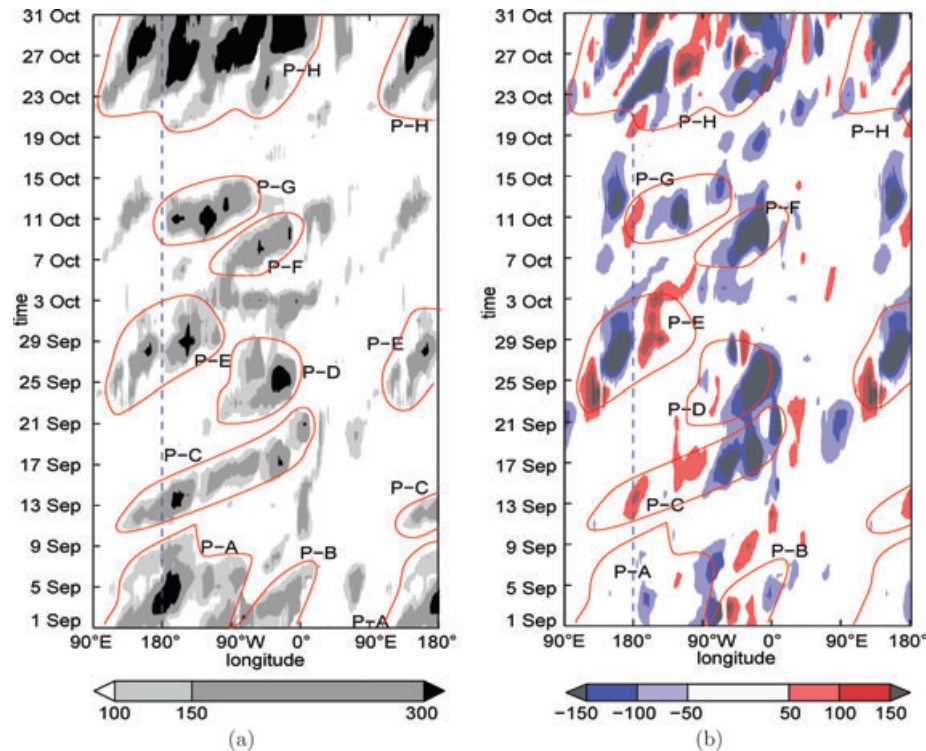 31 Oct
27 Oct
23 Oct
19 Oct
15 Oct
11 Oct
7 Oct
3 Oct
29 Sep
25 Sep
21 Sep
17 Sep
13 Sep
9 Sep
5 Sep
1 Sep
time
P–H
P–H
P–G
P–F
P–E
P–E
P–D
P–C
P–C
P–A
P–B
P–A
90°E 180° 90°W 0° 90°E 180°
longitude
100 150 300
(a)
31 Oct
27 Oct
23 Oct
19 Oct
15 Oct
11 Oct
7 Oct
3 Oct
29 Sep
25 Sep
21 Sep
17 Sep
13 Sep
9 Sep
5 Sep
1 Sep
time
P–H
P–H
P–G
P–F
P–E
P–D
P–C
P–B
P–A
90°E 180° 90°W 0° 90°E 180°
longitude
−150 −100 −50 50 100 150
(b)